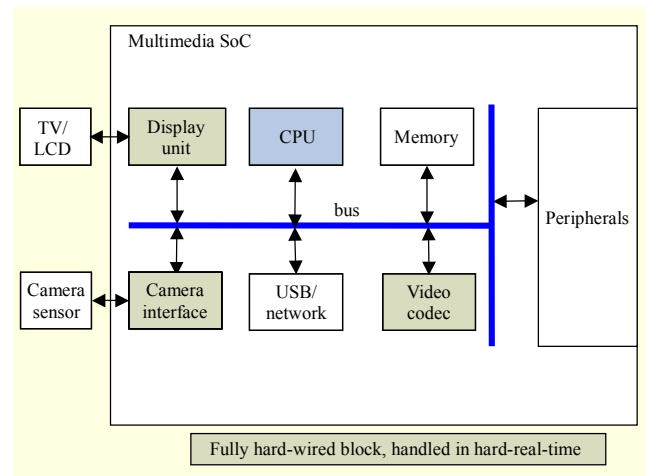 Multimedia SoC
TV/
LCD
Display
unit
CPU
Memory
bus
Peripherals
Camera
sensor
Camera
interface
USB/
network
Video
codec
Fully hard-wired block, handled in hard-real-time